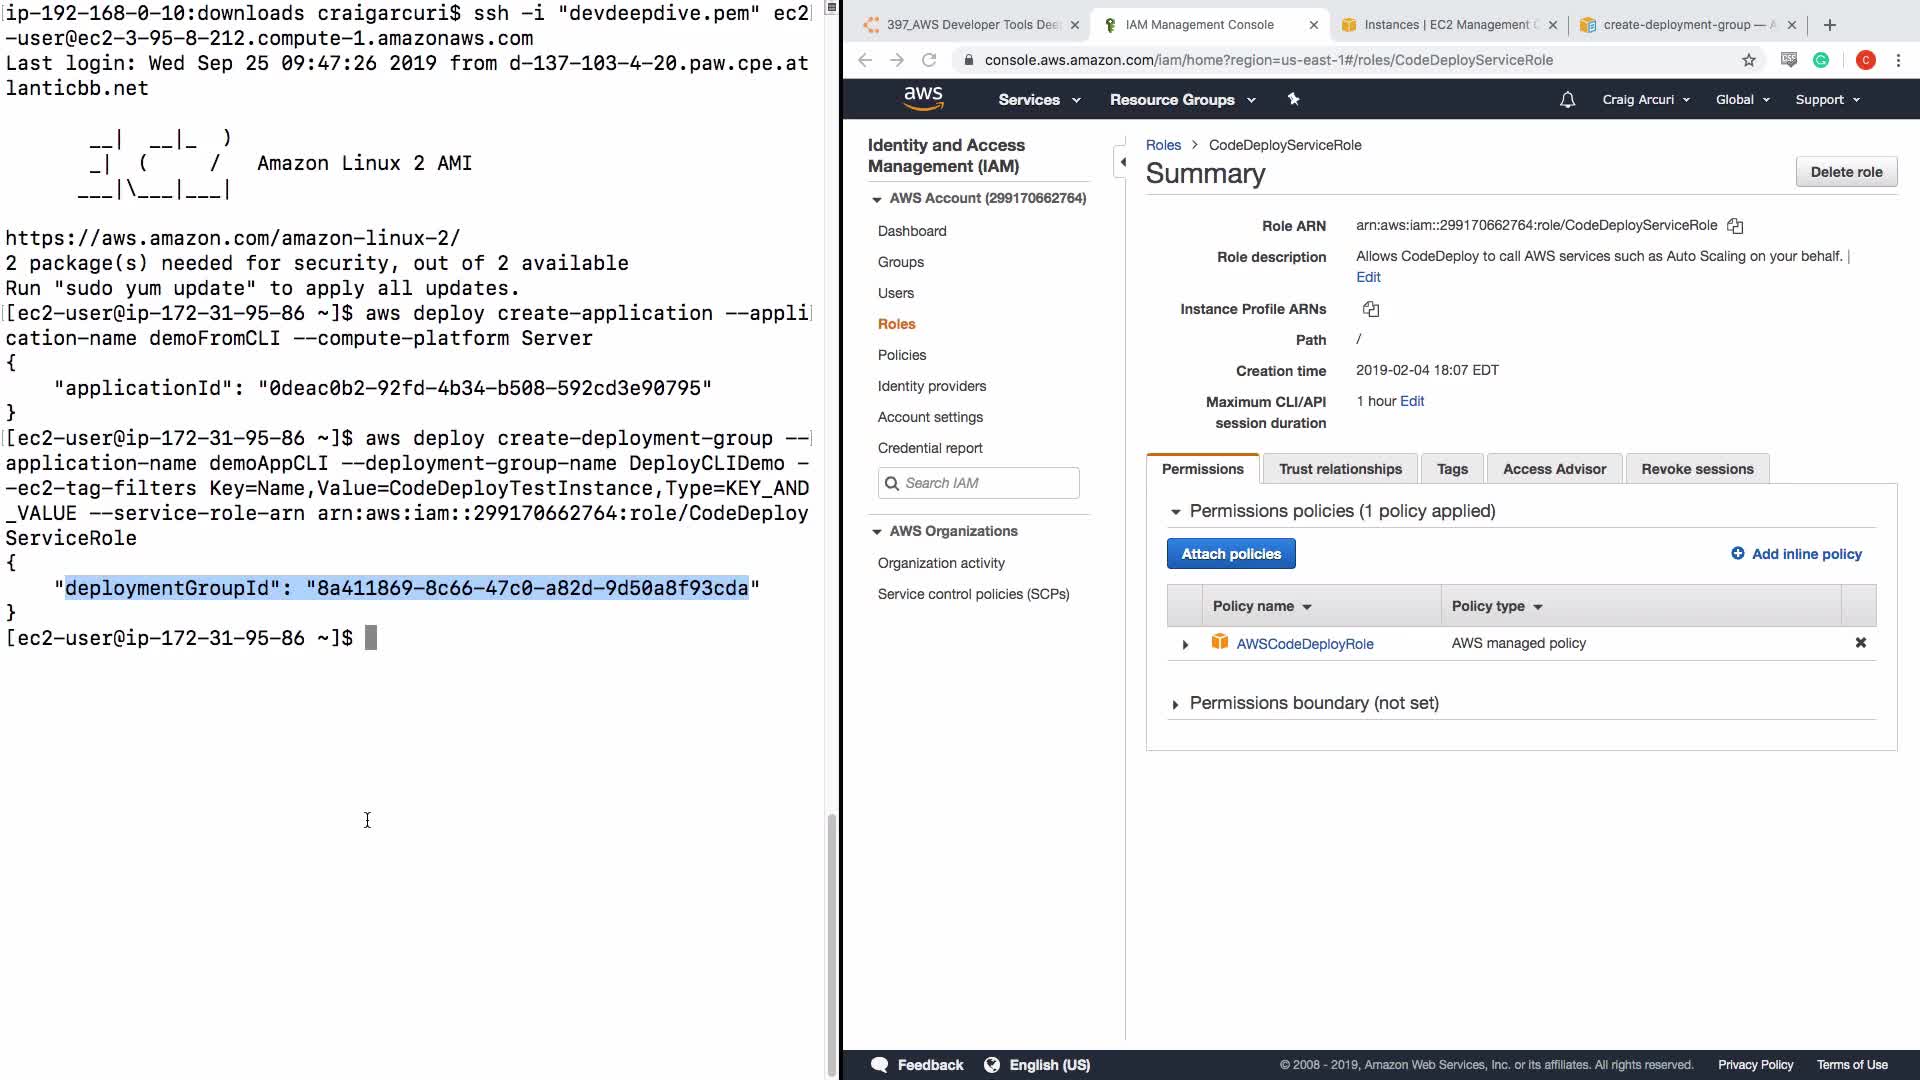 ip-192-168-0-10:downloads craigarcuri$ ssh -i "devdeepdive.pem" ec2
-user@ec2-3-95-8-212.compute-1.amazonaws.com
Last login: Wed Sep 25 09:47:26 2019 from d-137-103-4-20.paw.cpe.at
lanticbb.net
__|  __|_  )
_|  (     /   Amazon Linux 2 AMI
___|\___|___|
https://aws.amazon.com/amazon-linux-2/
2 package(s) needed for security, out of 2 available
Run "sudo yum update" to apply all updates.
[ec2-user@ip-172-31-95-86 ~]$ aws deploy create-application --appli
cation-name demoFromCLI --compute-platform Server
{
"applicationId": "0deac0b2-92fd-4b34-b508-592cd3e90795"
}
[ec2-user@ip-172-31-95-86 ~]$ aws deploy create-deployment-group --
application-name demoAppCLI --deployment-group-name DeployCLIDemo -
-ec2-tag-filters Key=Name,Value=CodeDeployTestInstance,Type=KEY_AND
_VALUE --service-role-arn arn:aws:iam::299170662764:role/CodeDeploy
ServiceRole
{
"deploymentGroupId": "8a411869-8c66-47c0-a82d-9d50a8f93cda"
}
[ec2-user@ip-172-31-95-86 ~]$
397_AWS Developer Tools Dee
IAM Management Console
Instances | EC2 Management C
create-deployment-group — A
console.aws.amazon.com/iam/home?region=us-east-1#/roles/CodeDeployServiceRole
C
aws
Services
Resource Groups
Craig Arcuri
Global
Support
Identity and Access
Management (IAM)
AWS Account (299170662764)
Dashboard
Groups
Users
Roles
Policies
Identity providers
Account settings
Credential report
Search IAM
AWS Organizations
Organization activity
Service control policies (SCPs)
Roles > CodeDeployServiceRole
Summary
Delete role
Role ARN arn:aws:iam::299170662764:role/CodeDeployServiceRole
Role description Allows CodeDeploy to call AWS services such as Auto Scaling on your behalf. |
Edit
Instance Profile ARNs
Path /
Creation time 2019-02-04 18:07 EDT
Maximum CLI/API 1 hour Edit
session duration
Permissions
Trust relationships
Tags
Access Advisor
Revoke sessions
Permissions policies (1 policy applied)
Attach policies
Add inline policy
Policy name
Policy type
AWSCodeDeployRole
AWS managed policy
Permissions boundary (not set)
Feedback
English (US)
© 2008 - 2019, Amazon Web Services, Inc. or its affiliates. All rights reserved.
Privacy Policy
Terms of Use